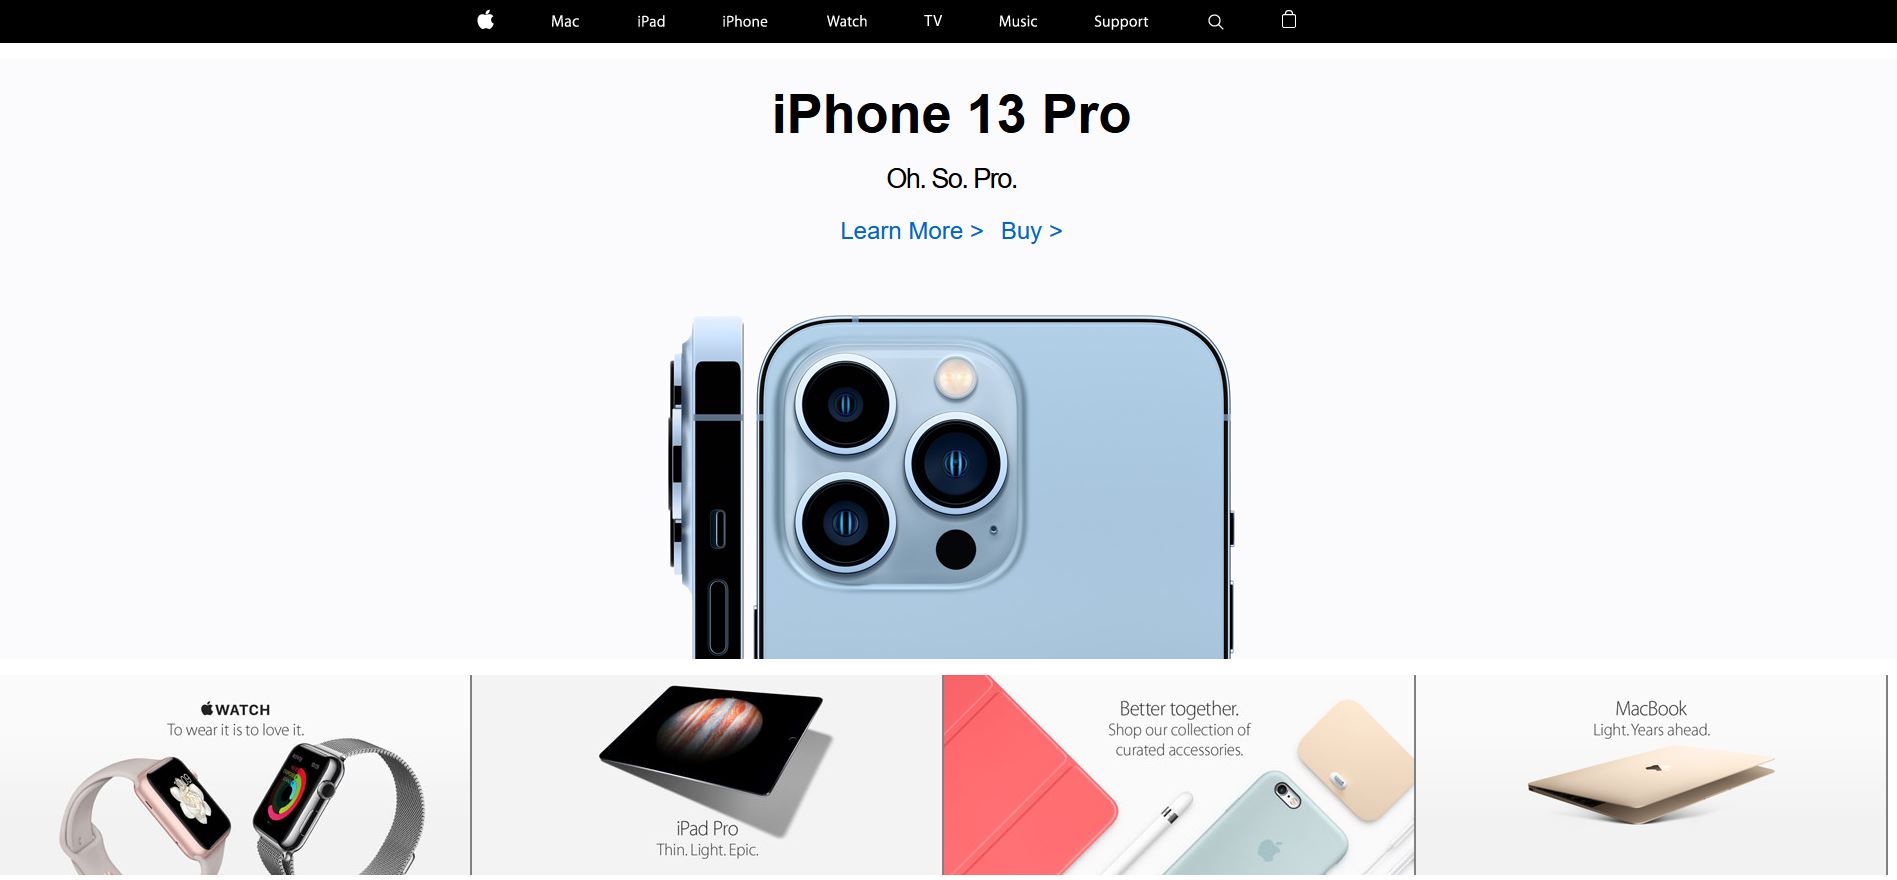 Mac iPad iPhone Watch TV Music Support
iPhone 13 Pro
Oh. So. Pro.
Learn More > Buy >
WATCH
To wear it is to love it.
iPad Pro
Thin. Light. Epic.
Better together.
Shop our collection of
curated accessories.
MacBook
Light. Years ahead.